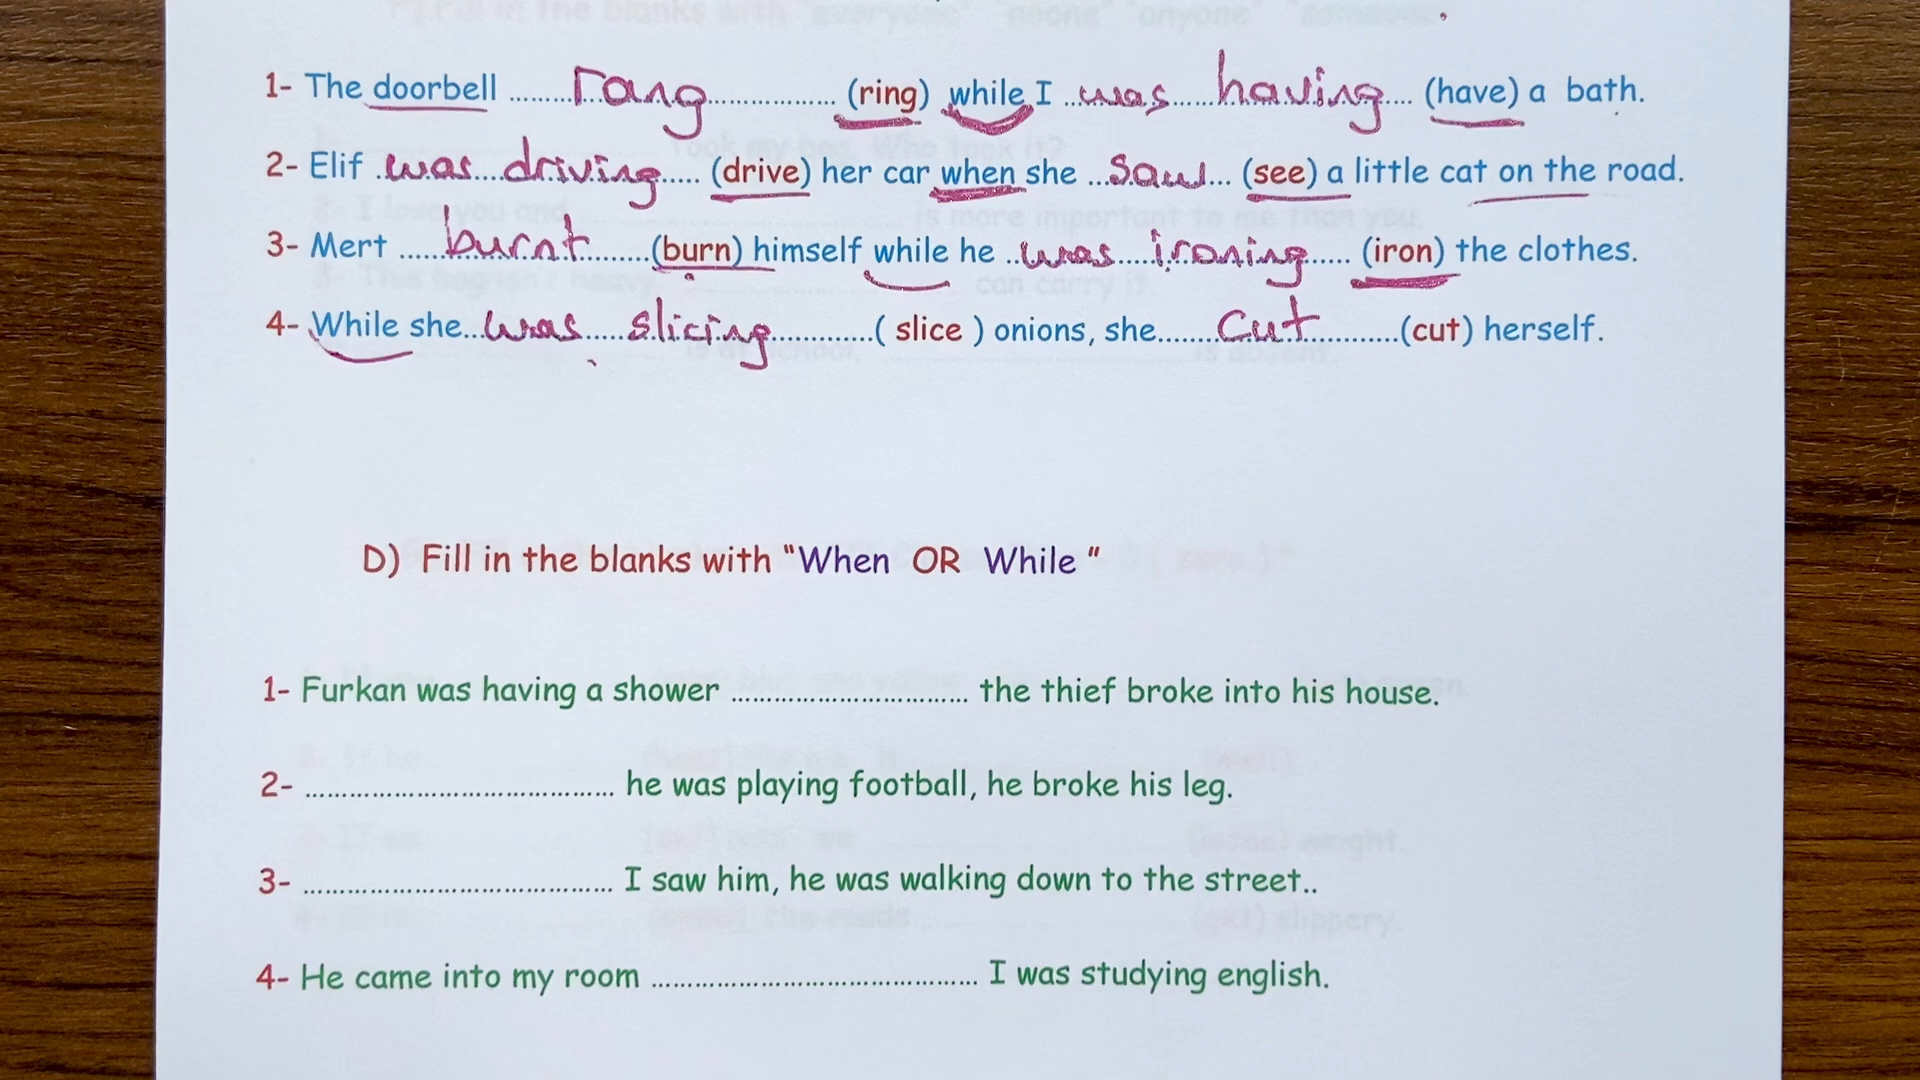 1- The doorbell ......... rang ............... (ring) while I ..was......having... (have) a bath.
2- Elif .was....driving..... (drive) her car when she ...saw... (see) a little cat on the road.
3- Mert ......burnt.........(burn) himself while he ..was.....ironing...... (iron) the clothes.
4- While she..was......slicing............( slice ) onions, she........cut...........(cut) herself.
D) Fill in the blanks with "When OR While "
1- Furkan was having a shower ................................ the thief broke into his house.
2- .......................................... he was playing football, he broke his leg.
3- .......................................... I saw him, he was walking down to the street..
4- He came into my room ............................................ I was studying english.